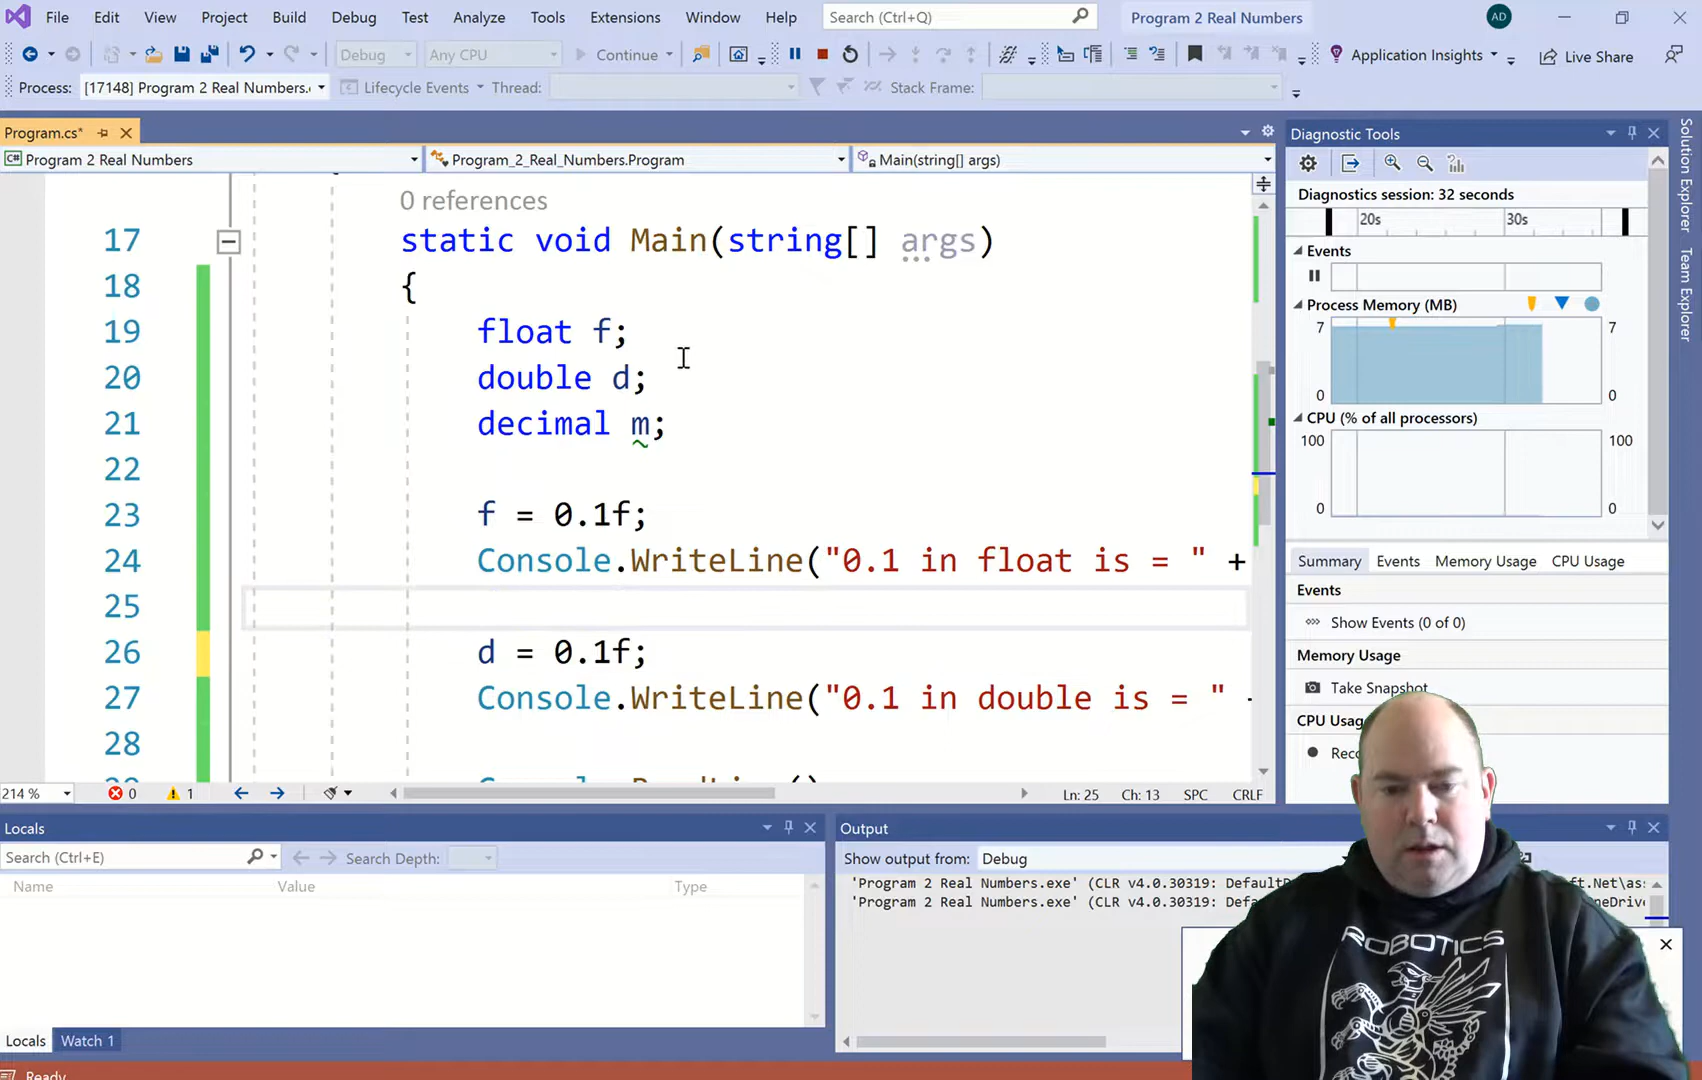 File Edit View Project Build Debug Test Analyze Tools Extensions Window Help Search (Ctrl+Q) Program 2 Real Numbers AD
Debug Any CPU Continue Application Insights Live Share
Process: [17148] Program 2 Real Numbers. Lifecycle Events Thread: Stack Frame:
Program.cs*
C# Program 2 Real Numbers Program_2_Real_Numbers.Program Main(string[] args)
0 references
17 static void Main(string[] args)
18 {
19 float f;
20 double d;
21 decimal m;
22
23 f = 0.1f;
24 Console.WriteLine("0.1 in float is = " +
25
26 d = 0.1f;
27 Console.WriteLine("0.1 in double is = "
28
214 % 0 1 Ln: 25 Ch: 13 SPC CRLF
Diagnostic Tools
Diagnostics session: 32 seconds
20s 30s
Events
Process Memory (MB)
7 7
0 0
CPU (% of all processors)
100 100
0 0
Summary Events Memory Usage CPU Usage
Events
Show Events (0 of 0)
Memory Usage
Take Snapshot
CPU Usag
Reco
Solution Explorer
Team Explorer
Locals
Search (Ctrl+E) Search Depth:
Name Value Type
Locals Watch 1
Output
Show output from: Debug
'Program 2 Real Numbers.exe' (CLR v4.0.30319: DefaultD ft.Net\ass
'Program 2 Real Numbers.exe' (CLR v4.0.30319: Defa neDrive
Ready
ROBOTICS